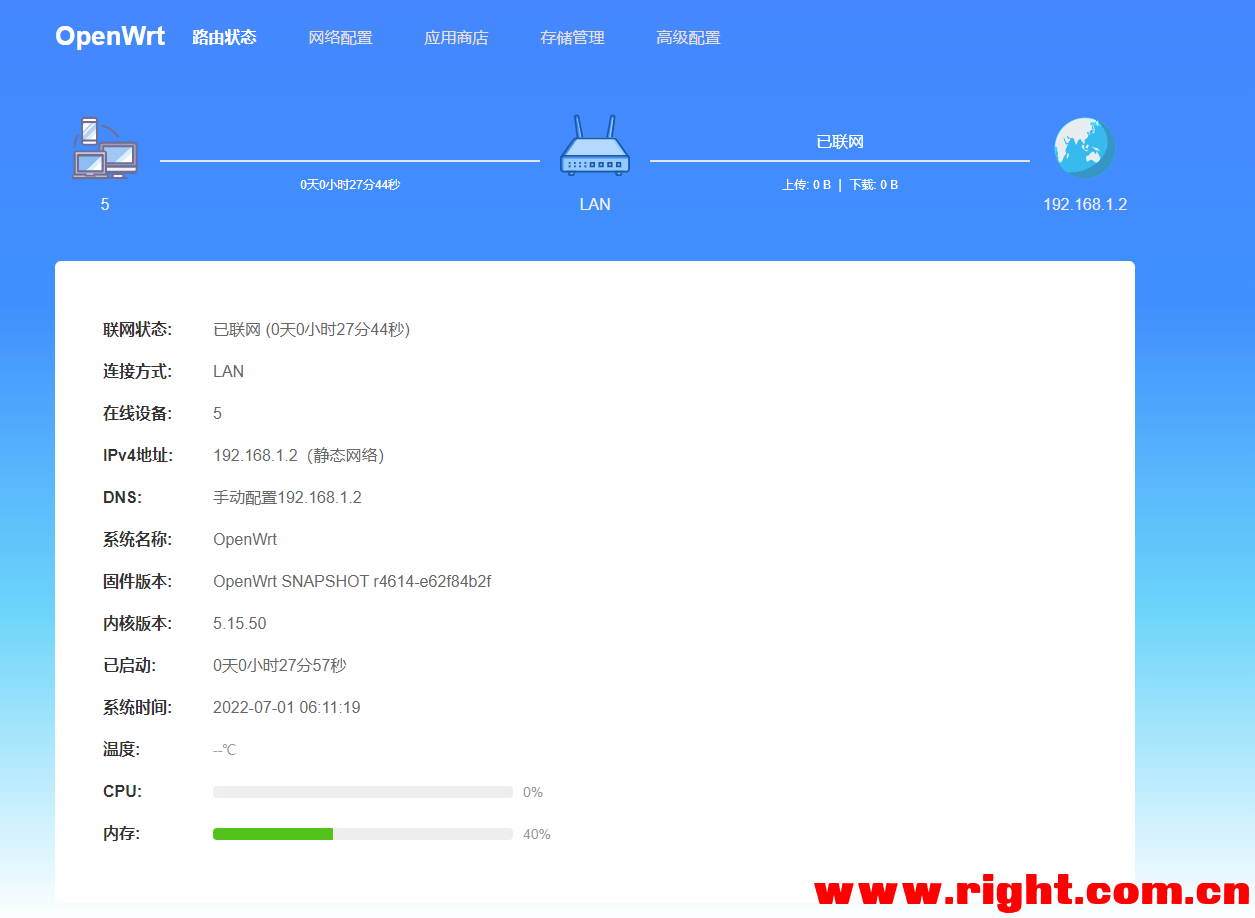 OpenWrt 路由状态 网络配置 应用商店 存储管理 高级配置
已联网
0天0小时27分44秒 上传: 0 B | 下载: 0 B
5 LAN 192.168.1.2
联网状态: 已联网 (0天0小时27分44秒)
连接方式: LAN
在线设备: 5
IPv4地址: 192.168.1.2（静态网络）
DNS: 手动配置192.168.1.2
系统名称: OpenWrt
固件版本: OpenWrt SNAPSHOT r4614-e62f84b2f
内核版本: 5.15.50
已启动: 0天0小时27分57秒
系统时间: 2022-07-01 06:11:19
温度: --℃
CPU: 0%
内存: 40%
www.right.com.cn